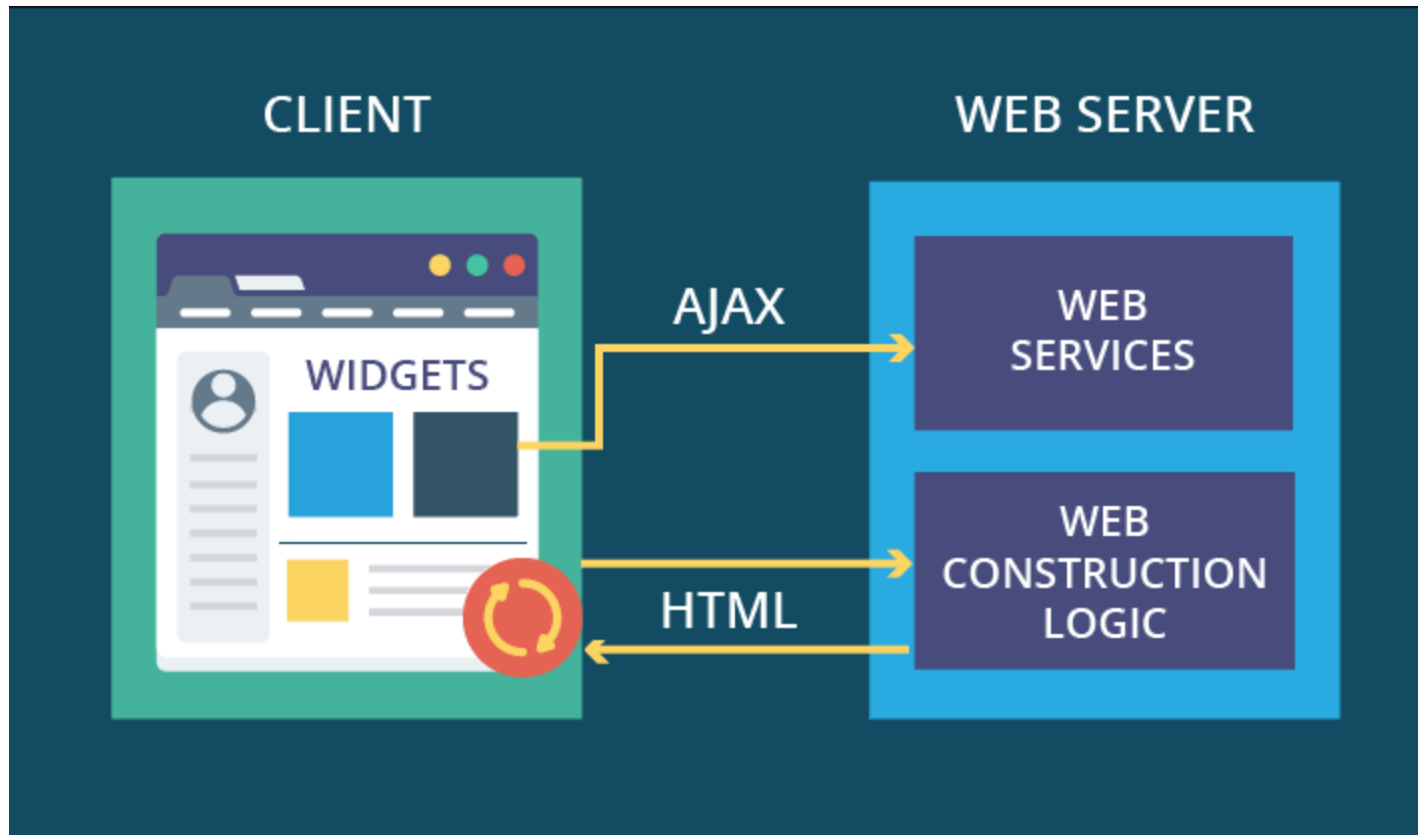 CLIENT
WEB SERVER
WIDGETS
AJAX
WEB
SERVICES
HTML
WEB
CONSTRUCTION
LOGIC